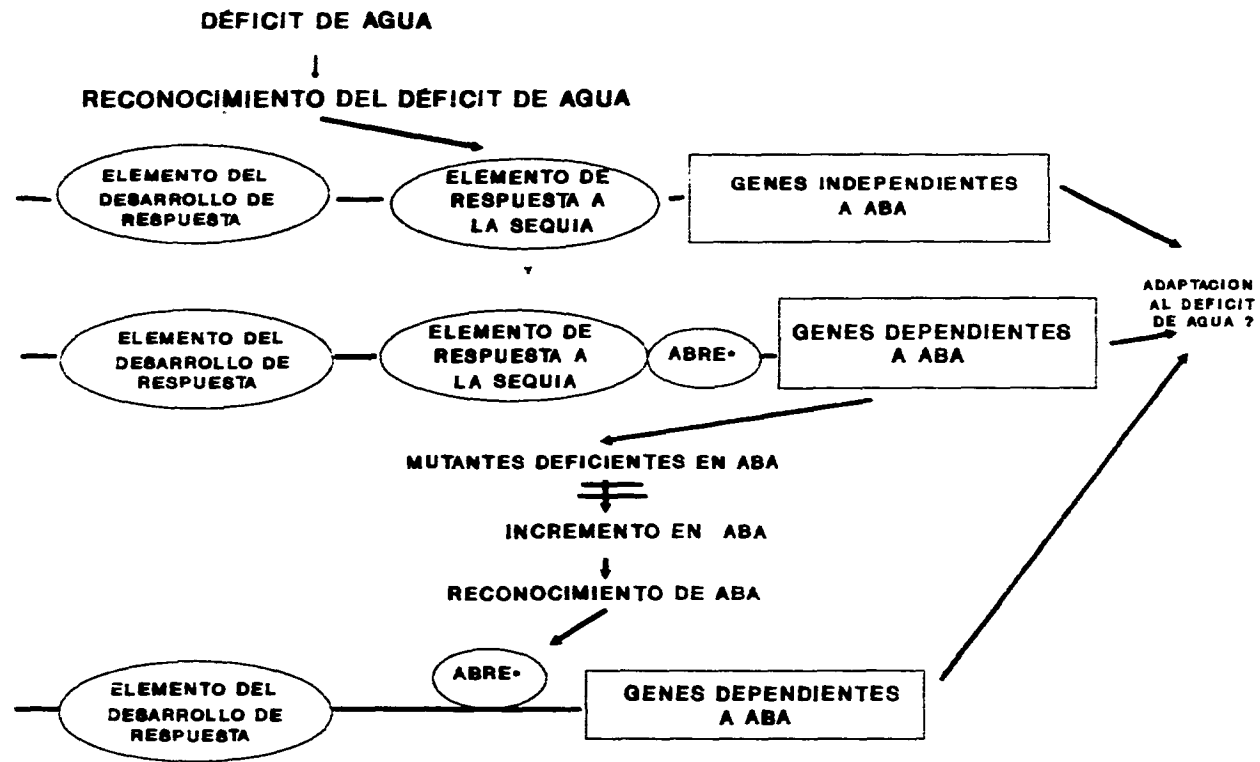 DÉFICIT DE AGUA
RECONOCIMIENTO DEL DÉFICIT DE AGUA
ELEMENTO DEL
DESARROLLO DE
RESPUESTA
ELEMENTO DE
RESPUESTA A
LA SEQUIA
GENES INDEPENDIENTES
A ABA
ADAPTACION
AL DEFICIT
DE AGUA ?
ELEMENTO DEL
DESARROLLO DE
RESPUESTA
ELEMENTO DE
RESPUESTA A
LA SEQUIA
ABRE*
GENES DEPENDIENTES
A ABA
MUTANTES DEFICIENTES EN ABA
INCREMENTO EN ABA
RECONOCIMIENTO DE ABA
ELEMENTO DEL
DESARROLLO DE
RESPUESTA
ABRE*
GENES DEPENDIENTES
A ABA